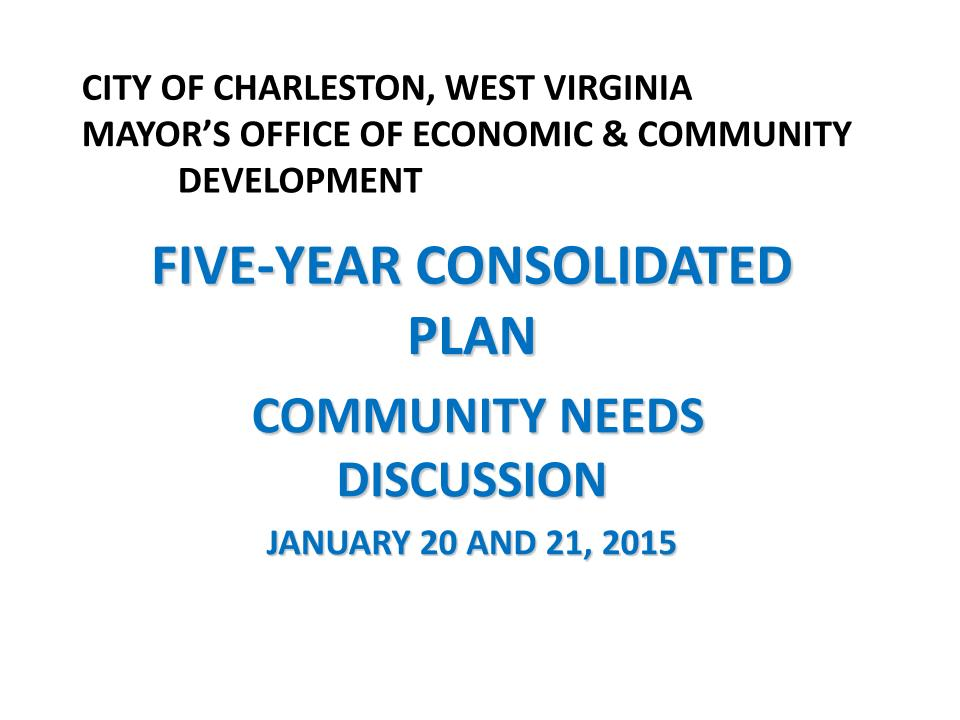 CITY OF CHARLESTON, WEST VIRGINIA
MAYOR’S OFFICE OF ECONOMIC & COMMUNITY
DEVELOPMENT
FIVE-YEAR CONSOLIDATED
PLAN
COMMUNITY NEEDS
DISCUSSION
JANUARY 20 AND 21, 2015